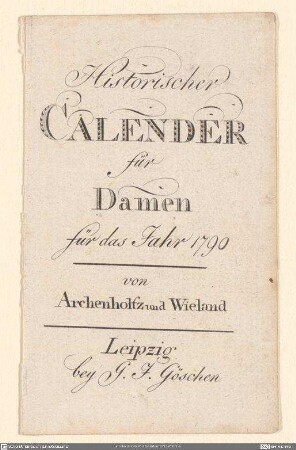 Historischer
CALENDER
für
Damen
für das Jahr 1790
von
Archenholtz und Wieland
Leipzig
bey G. J. Göschen